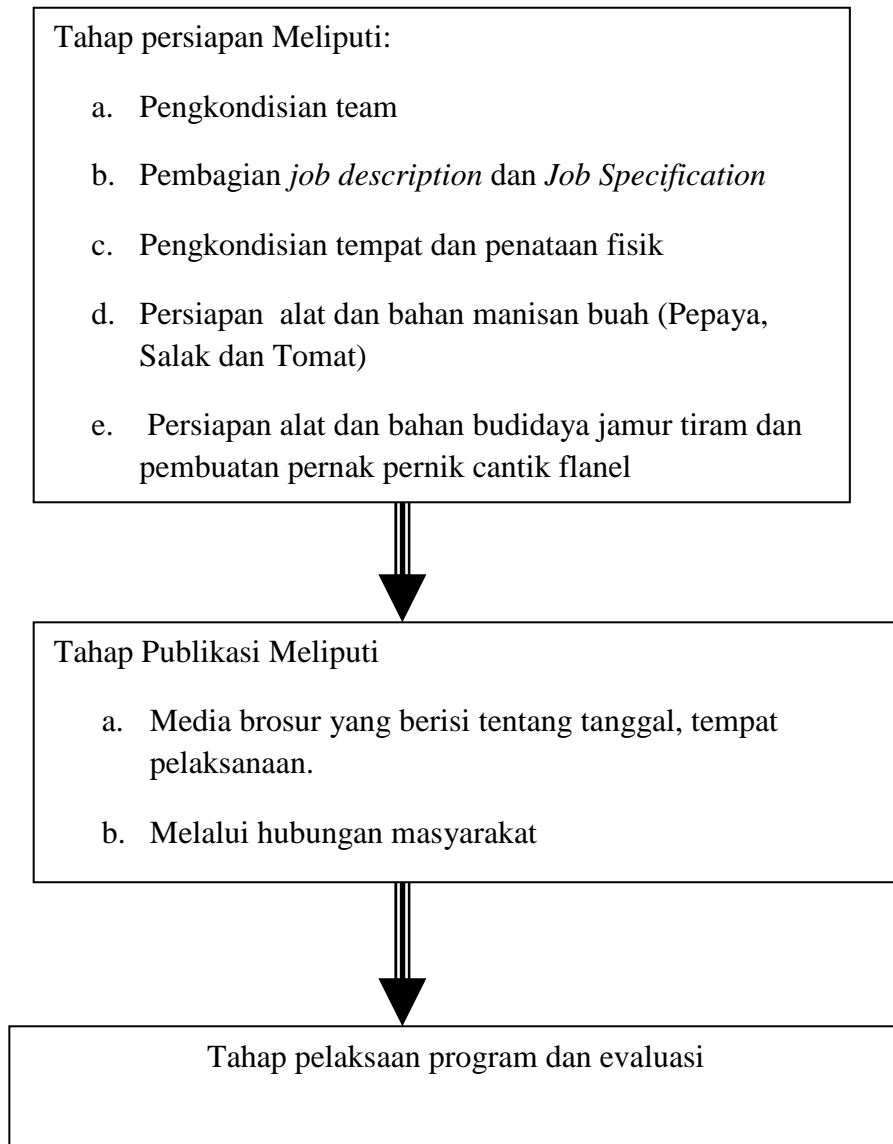 Tahap persiapan Meliputi:
a. Pengkondisian team
b. Pembagian job description dan Job Specification
c. Pengkondisian tempat dan penataan fisik
d. Persiapan alat dan bahan manisan buah (Pepaya,
Salak dan Tomat)
e. Persiapan alat dan bahan budidaya jamur tiram dan
pembuatan pernak pernik cantik flanel
Tahap Publikasi Meliputi
a. Media brosur yang berisi tentang tanggal, tempat
pelaksanaan.
b. Melalui hubungan masyarakat
Tahap pelaksaan program dan evaluasi